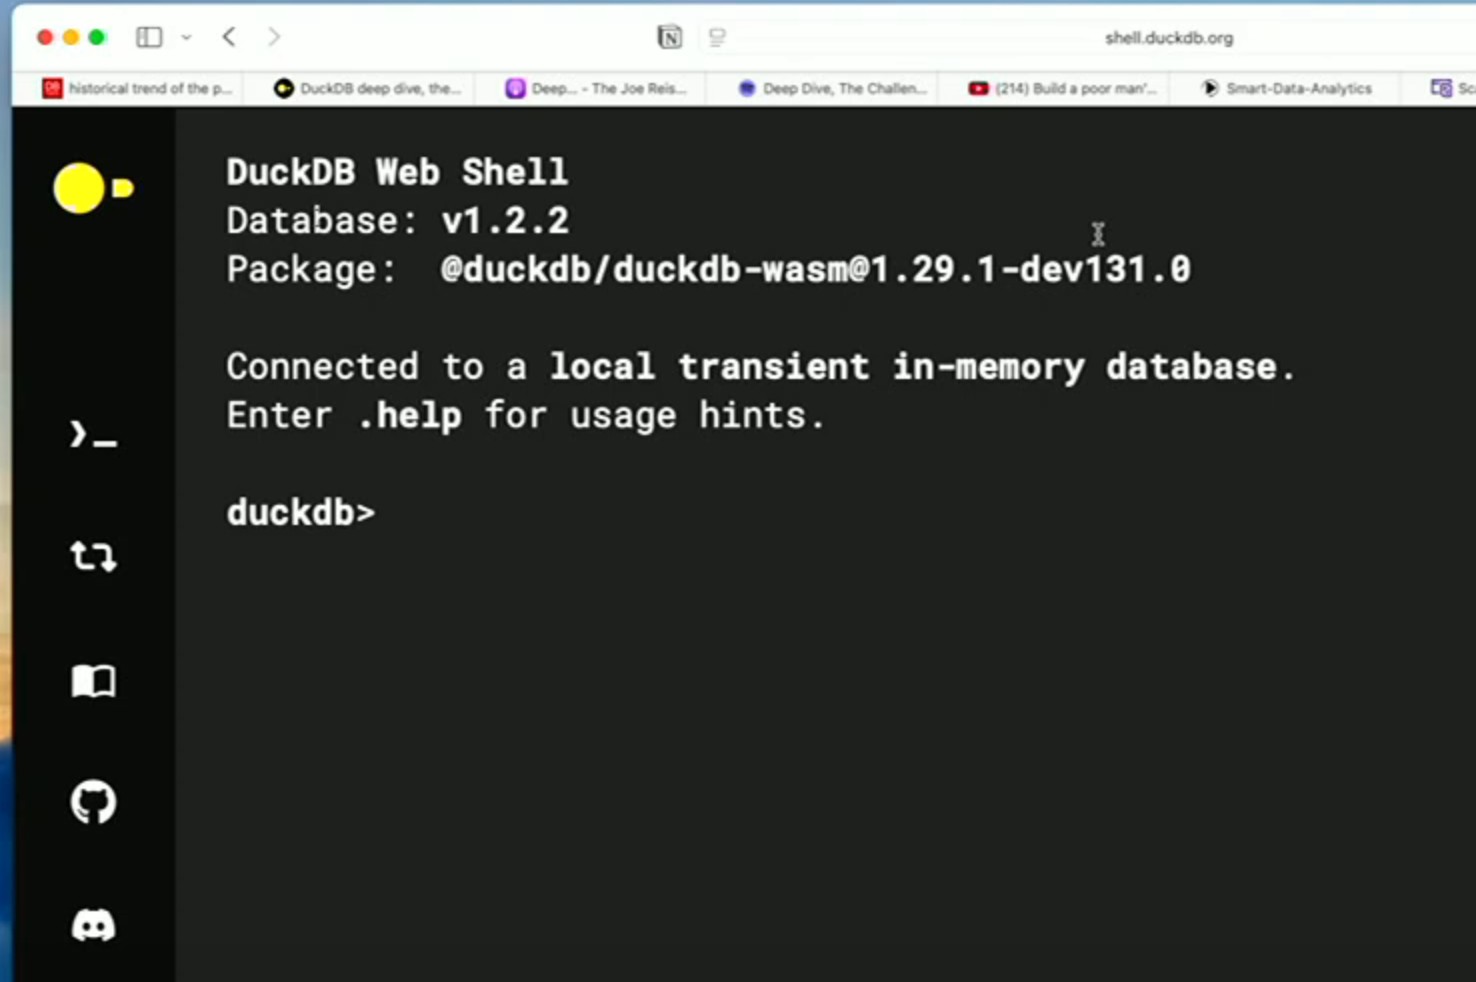 shell.duckdb.org
historical trend of the p...
DuckDB deep dive, the...
Deep... - The Joe Reis...
Deep Dive, The Challen...
(214) Build a poor man'...
Smart-Data-Analytics
Sc
DuckDB Web Shell
Database: v1.2.2
Package: @duckdb/duckdb-wasm@1.29.1-dev131.0
Connected to a local transient in-memory database.
Enter .help for usage hints.
duckdb>